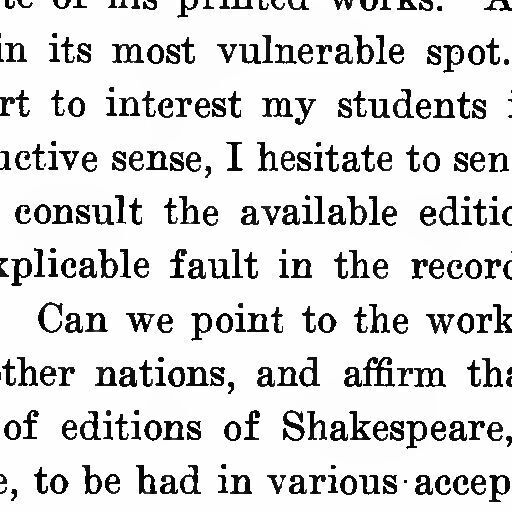 te of his printed works. A
in its most vulnerable spot.
rt to interest my students i
uctive sense, I hesitate to sen
consult the available editio
xplicable fault in the record
Can we point to the work
other nations, and affirm tha
of editions of Shakespeare,
e, to be had in various accep